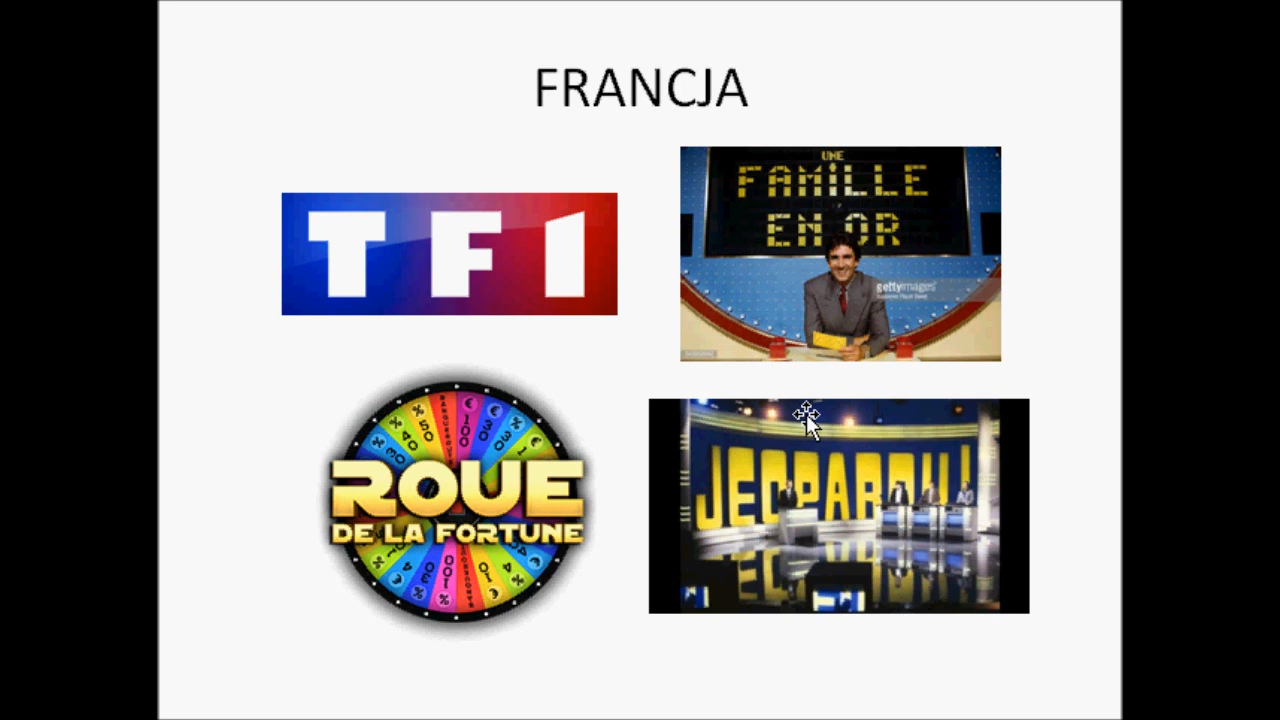 FRANCJA
TF1
UNE
FAMILLE
EN OR
gettyimages
ROUE
DE LA FORTUNE
JEOPARDY!